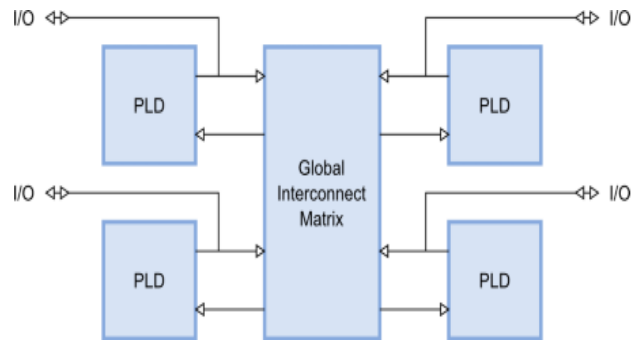 I/O
I/O
PLD
PLD
Global
Interconnect
Matrix
I/O
I/O
PLD
PLD